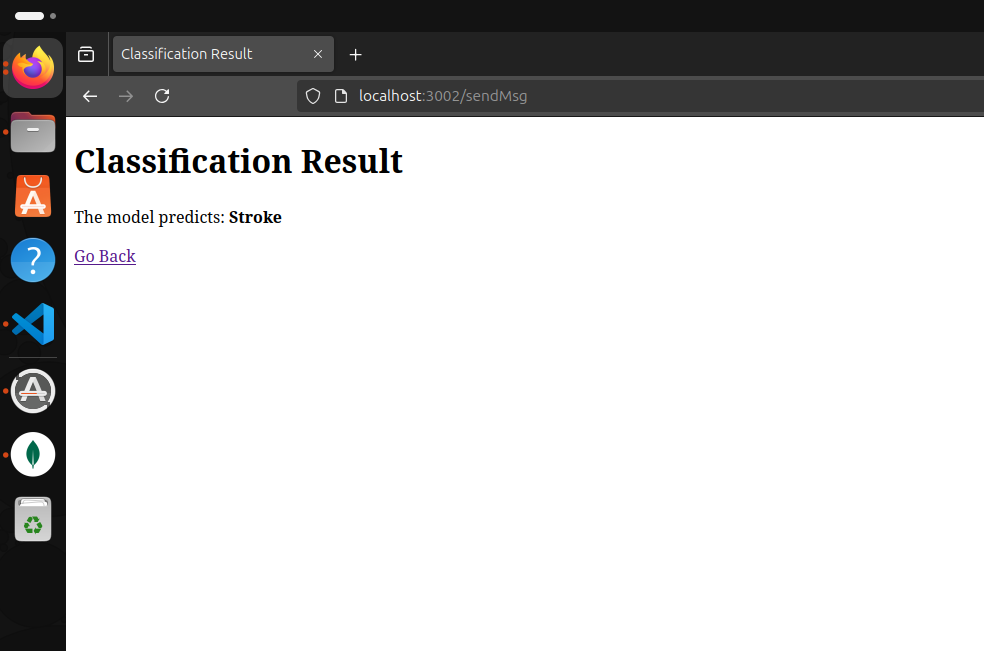 Classification Result
localhost:3002/sendMsg
Classification Result
The model predicts: Stroke
Go Back